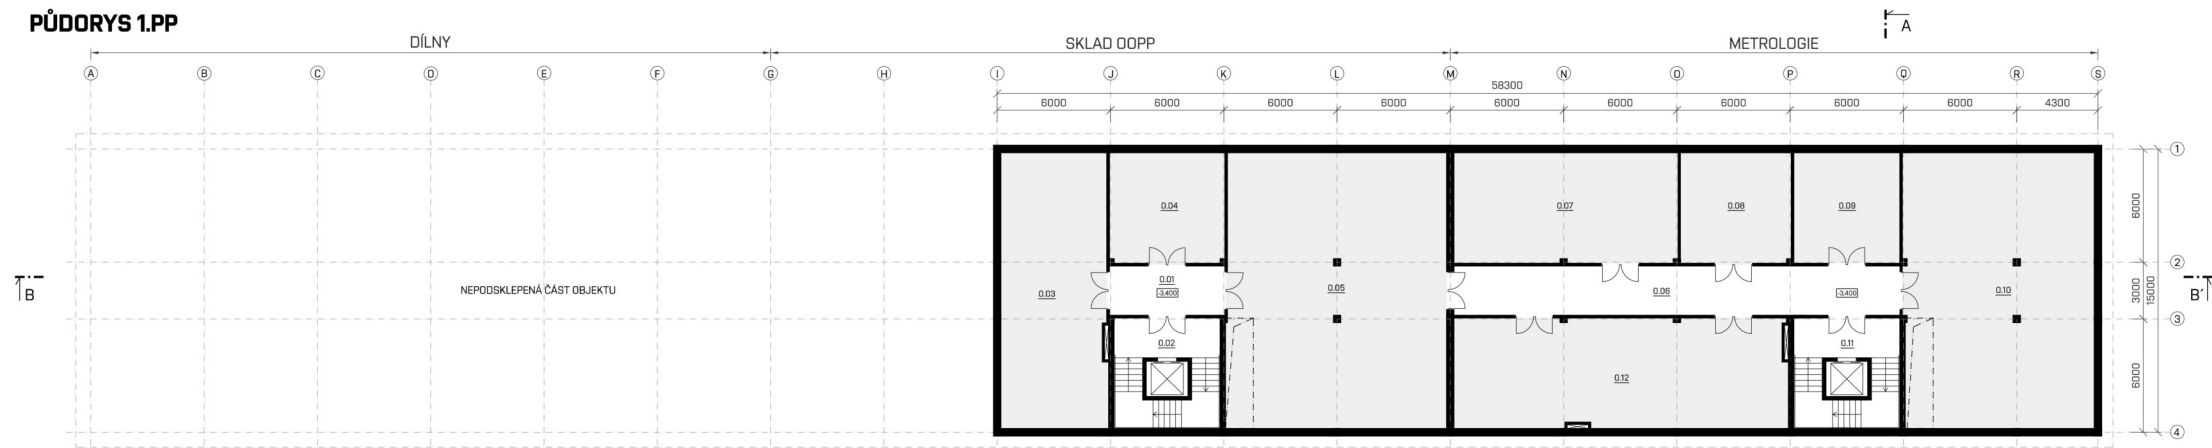 PŮDORYS 1.PP
A
DÍLNY
SKLAD OOPP
METROLOGIE
A B C D E F G H I J K L M N O P Q R S
58300
6000 6000 6000 6000 6000 6000 6000 6000 6000 4300
1
0.04
0.07
0.08
0.09
6000
2
0.01
-3,400
0.03
0.05
0.06
-3,400
0.10
3000
15000
B
NEPODSKLEPENÁ ČÁST OBJEKTU
B´
3
0.02
0.11
0.12
6000
4